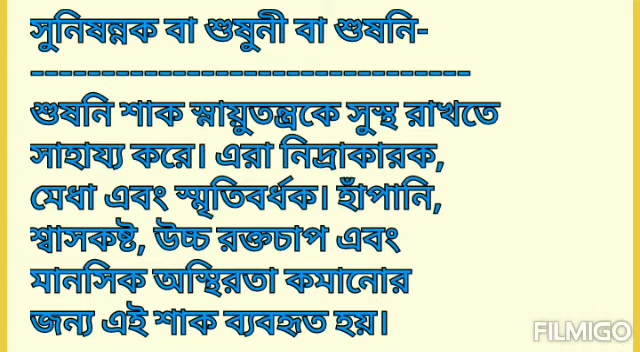 সুনিষন্নক বা শুষুনী বা শুষনি-
--------------------------------
শুষনি শাক স্নায়ুতন্ত্রকে সুস্থ রাখতে
সাহায্য করে। এরা নিদ্রাকারক,
মেধা এবং স্মৃতিবর্ধক। হাঁপানি,
শ্বাসকষ্ট, উচ্চ রক্তচাপ এবং
মানসিক অস্থিরতা কমানোর
জন্য এই শাক ব্যবহৃত হয়।
FILMIGO